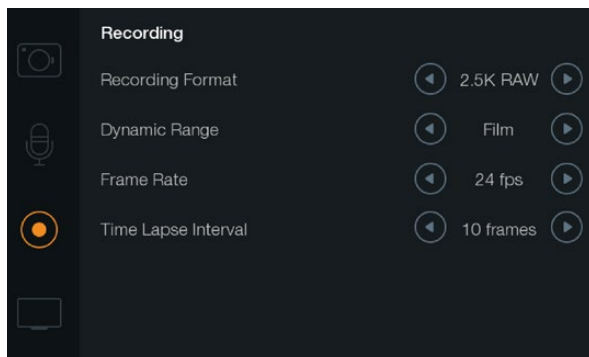 Recording
Recording Format 2.5K RAW
Dynamic Range Film
Frame Rate 24 fps
Time Lapse Interval 10 frames